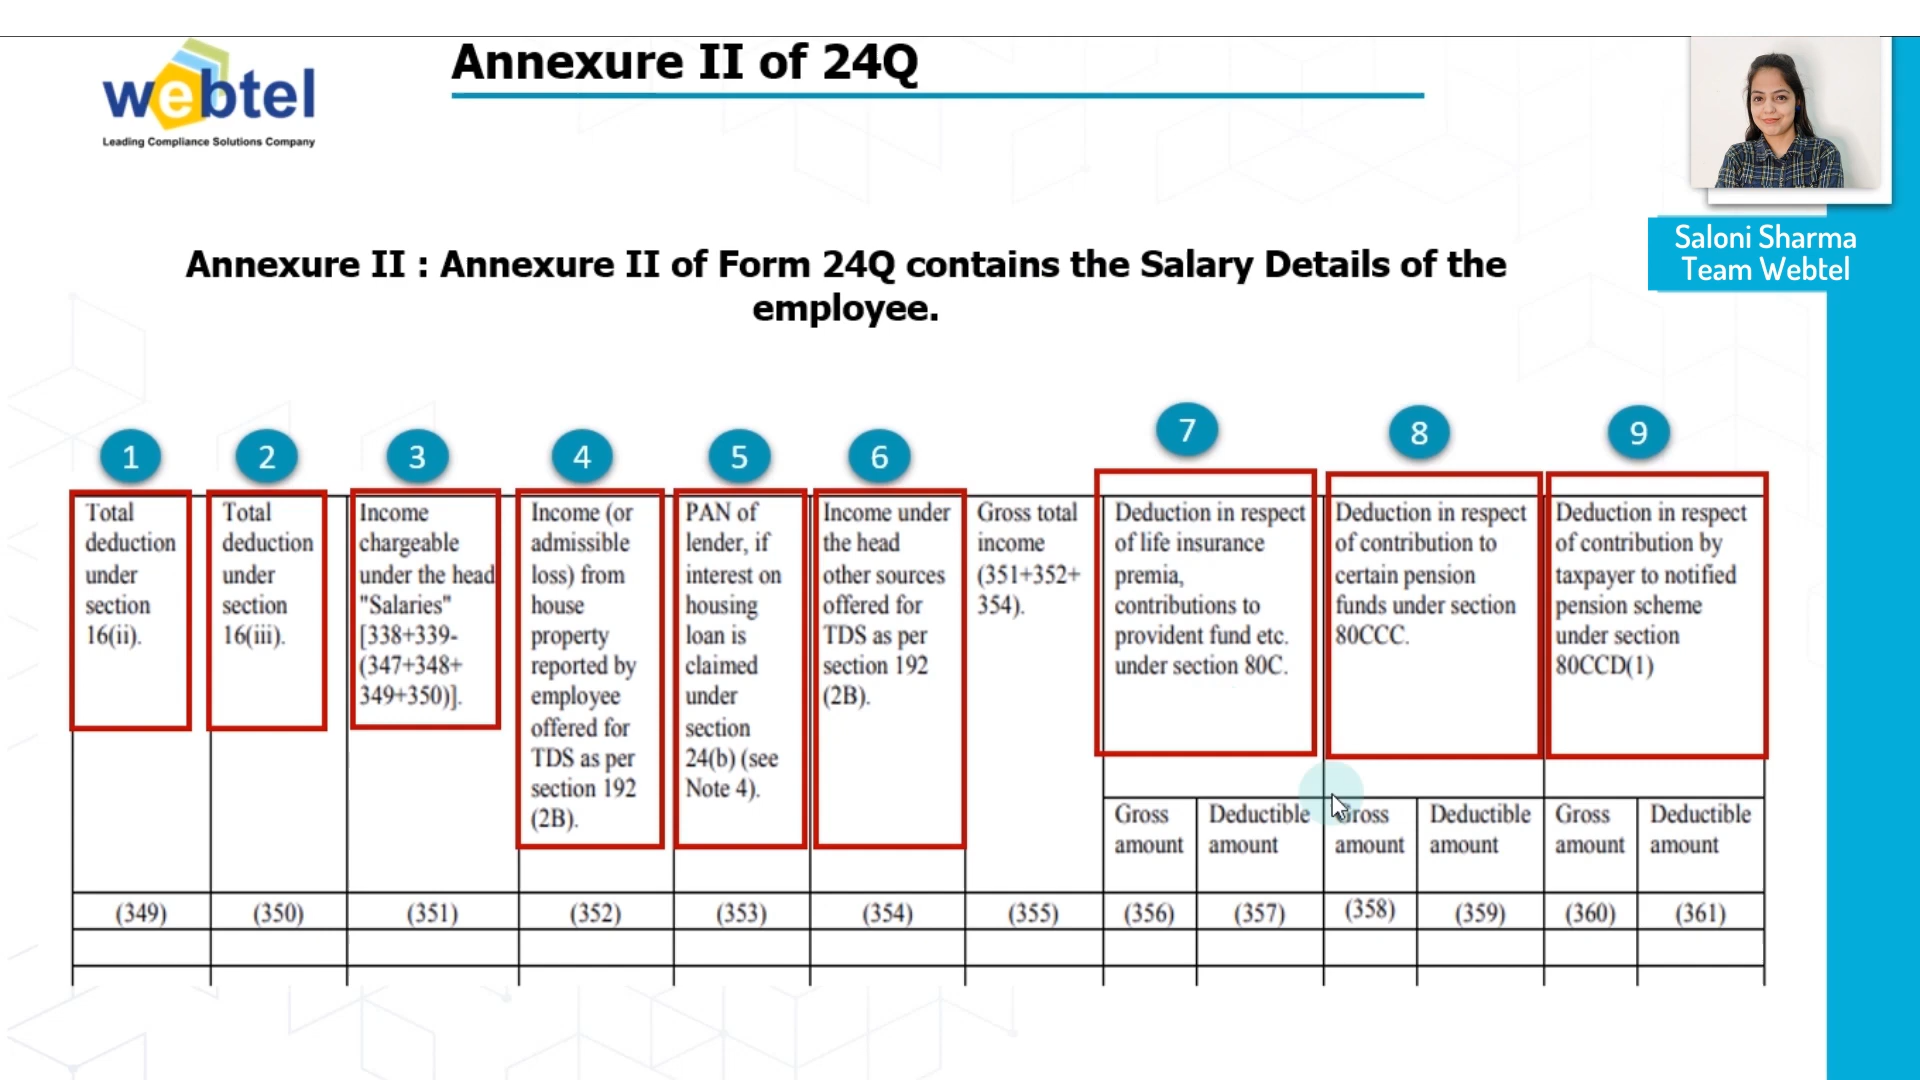 Annexure II of 24Q
webtel
Leading Compliance Solutions Company
Saloni Sharma
Team Webtel
Annexure II : Annexure II of Form 24Q contains the Salary Details of the
employee.
1
2
3
4
5
6
7
8
9
Total
deduction
under
section
16(ii).
Total
deduction
under
section
16(iii).
Income
chargeable
under the head
"Salaries"
[338+339-
(347+348+
349+350)].
Income (or
admissible
loss) from
house
property
reported by
employee
offered for
TDS as per
section 192
(2B).
PAN of
lender, if
interest on
housing
loan is
claimed
under
section
24(b) (see
Note 4).
Income under
the head
other sources
offered for
TDS as per
section 192
(2B).
Gross total
income
(351+352+
354).
Deduction in respect
of life insurance
premia,
contributions to
provident fund etc.
under section 80C.
Deduction in respect
of contribution to
certain pension
funds under section
80CCC.
Deduction in respect
of contribution by
taxpayer to notified
pension scheme
under section
80CCD(1)
Gross
amount
Deductible
amount
Gross
amount
Deductible
amount
Gross
amount
Deductible
amount
(349)
(350)
(351)
(352)
(353)
(354)
(355)
(356)
(357)
(358)
(359)
(360)
(361)